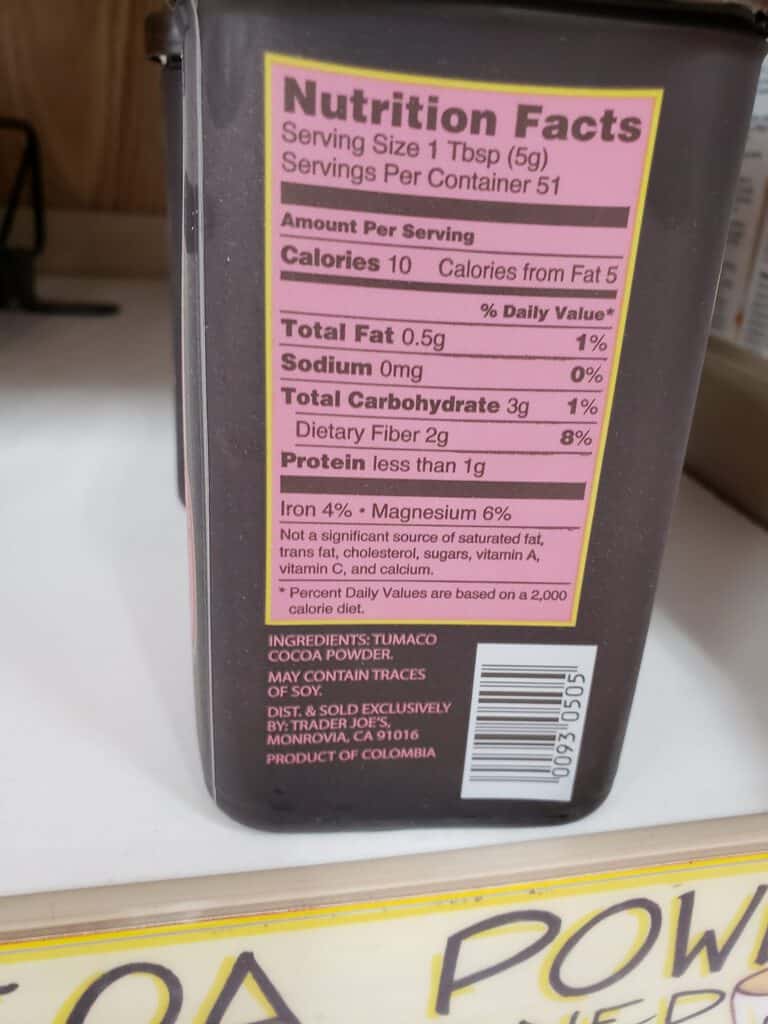 Nutrition Facts
Serving Size 1 Tbsp (5g)
Servings Per Container 51
Amount Per Serving
Calories 10 Calories from Fat 5
% Daily Value*
Total Fat 0.5g 1%
Sodium 0mg 0%
Total Carbohydrate 3g 1%
Dietary Fiber 2g 8%
Protein less than 1g
Iron 4% • Magnesium 6%
Not a significant source of saturated fat,
trans fat, cholesterol, sugars, vitamin A,
vitamin C, and calcium.
* Percent Daily Values are based on a 2,000
calorie diet.
INGREDIENTS: TUMACO
COCOA POWDER.
MAY CONTAIN TRACES
OF SOY.
DIST. & SOLD EXCLUSIVELY
BY: TRADER JOE'S,
MONROVIA, CA 91016
PRODUCT OF COLOMBIA
0093 0505
OA POW